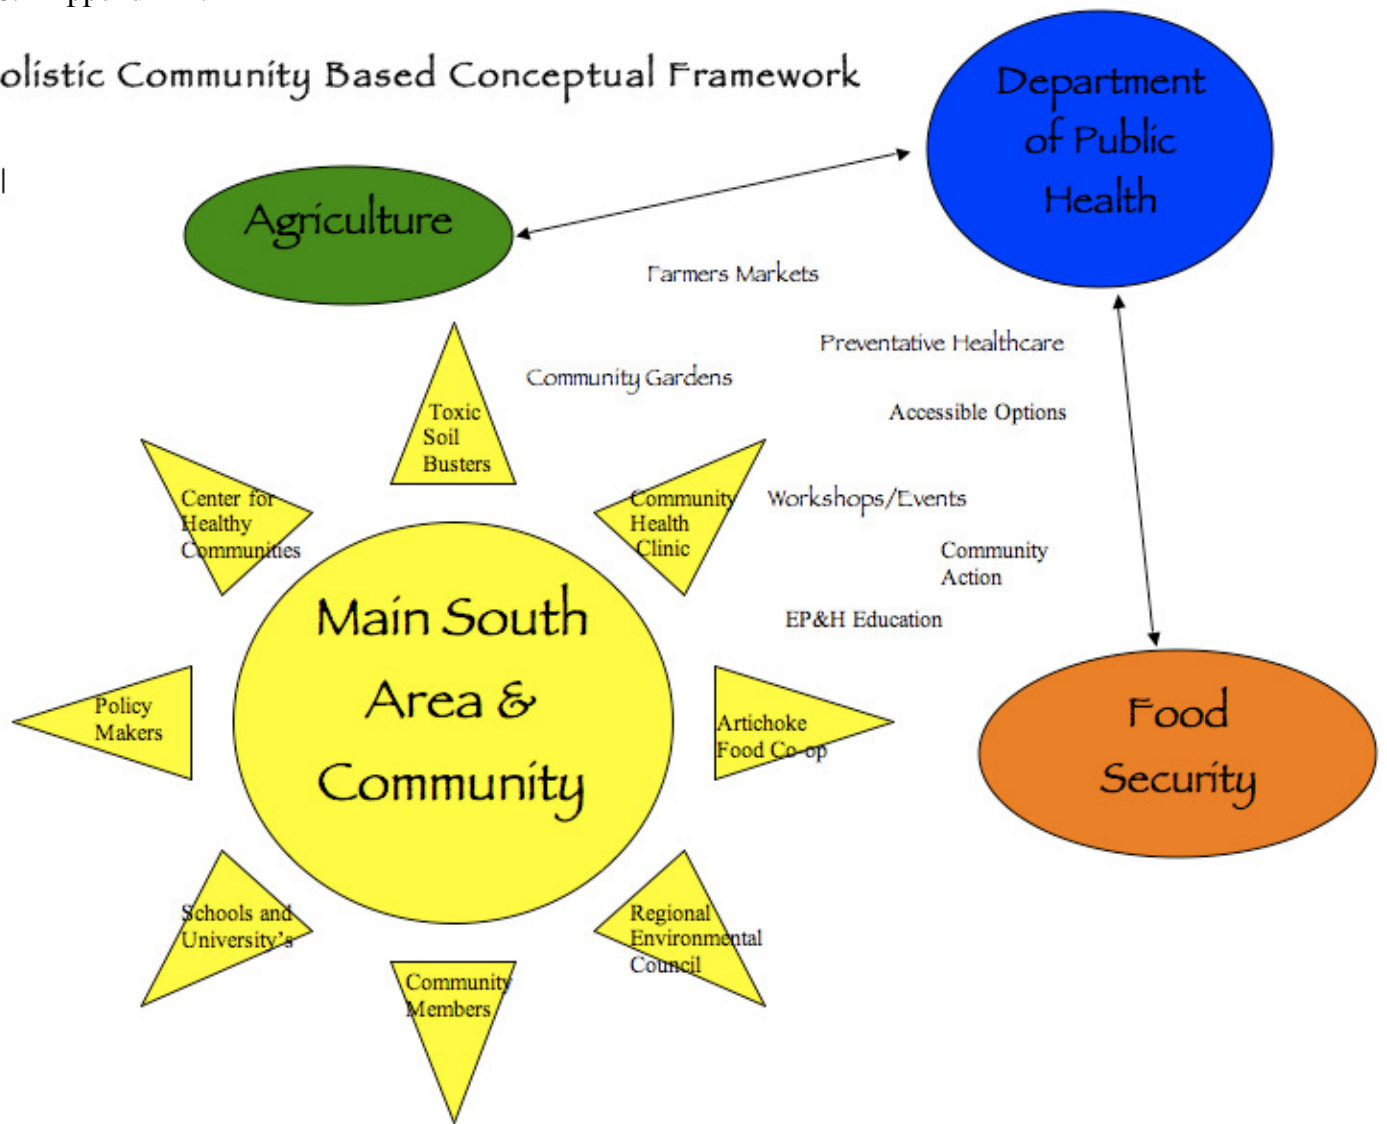 olistic Community Based Conceptual Framework
Department
of Public
Health
Agriculture
Farmers Markets
Preventative Healthcare
Community Gardens
Accessible Options
Toxic
Soil
Busters
Center for
Healthy
Communities
Community
Health
Clinic
Workshops/Events
Community
Action
EP&H Education
Main South
Area &
Community
Policy
Makers
Artichoke
Food Co-op
Food
Security
Schools and
University’s
Regional
Environmental
Council
Community
Members